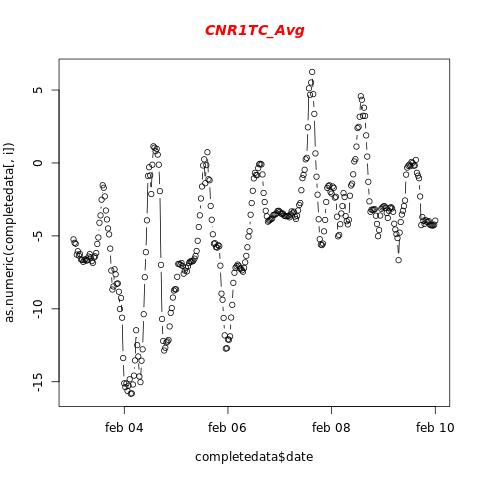 CNR1TC_Avg
as.numeric(completedata[, i])
5
0
-5
-10
-15
feb 04
feb 06
feb 08
feb 10
completedata$date